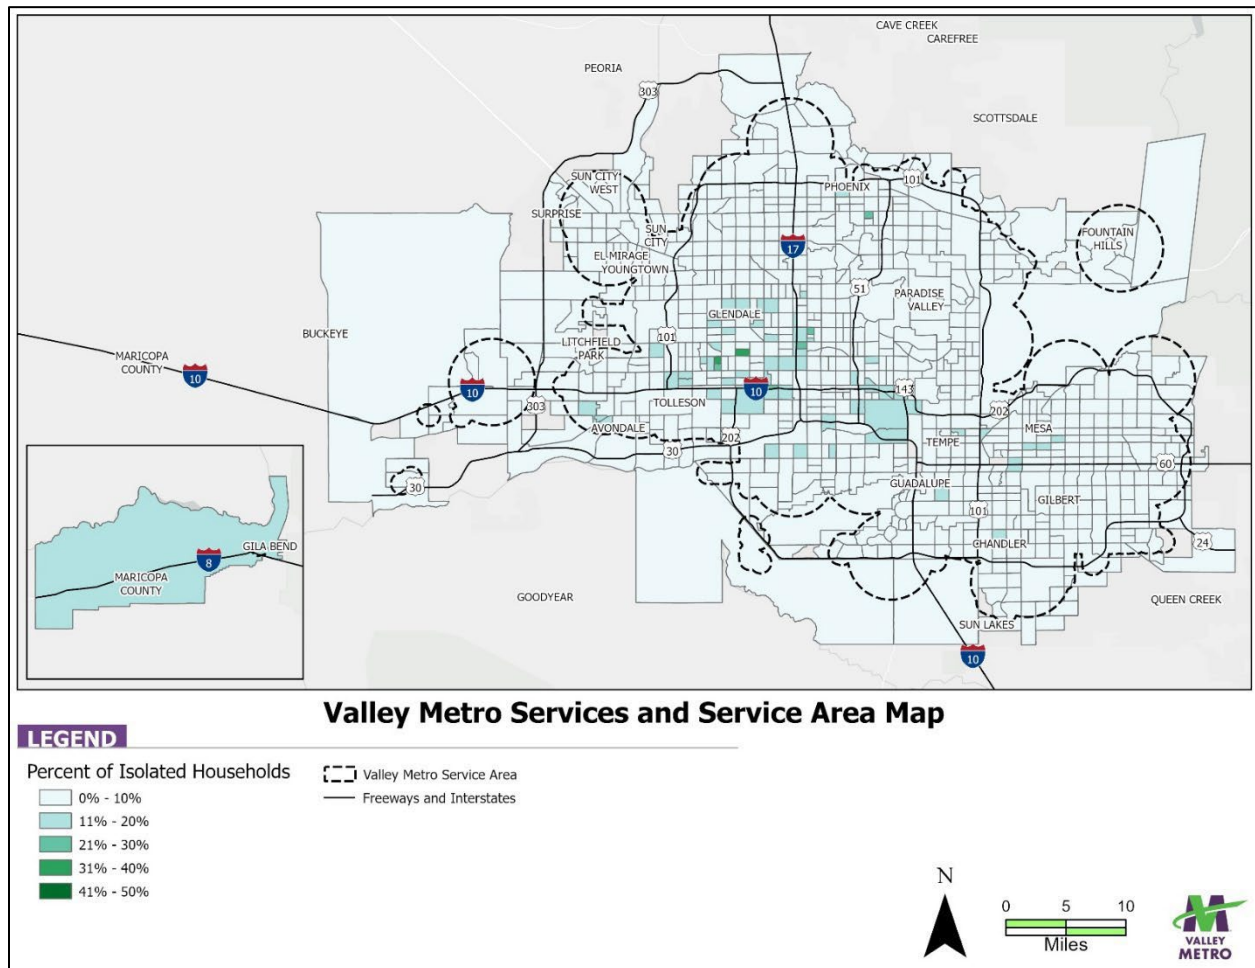 CAVE CREEK
CAREFREE
PEORIA
303
SCOTTSDALE
SUN CITY
WEST
PHOENIX
101
SURPRISE
SUN
CITY
FOUNTAIN
HILLS
17
EL MIRAGE
YOUNGTOWN
51
PARADISE
VALLEY
GLENDALE
BUCKEYE
101
LITCHFIELD
PARK
MARICOPA
COUNTY
10
10
10
143
303
TOLLESON
202
AVONDALE
MESA
202
TEMPE
30
60
30
GUADALUPE
GILBERT
101
CHANDLER
24
GILA BEND
8
MARICOPA
COUNTY
GOODYEAR
QUEEN CREEK
SUN LAKES
10
Valley Metro Services and Service Area Map
LEGEND
Percent of Isolated Households
0% - 10%
11% - 20%
21% - 30%
31% - 40%
41% - 50%
Valley Metro Service Area
Freeways and Interstates
N
0 5 10
Miles
VALLEY
METRO